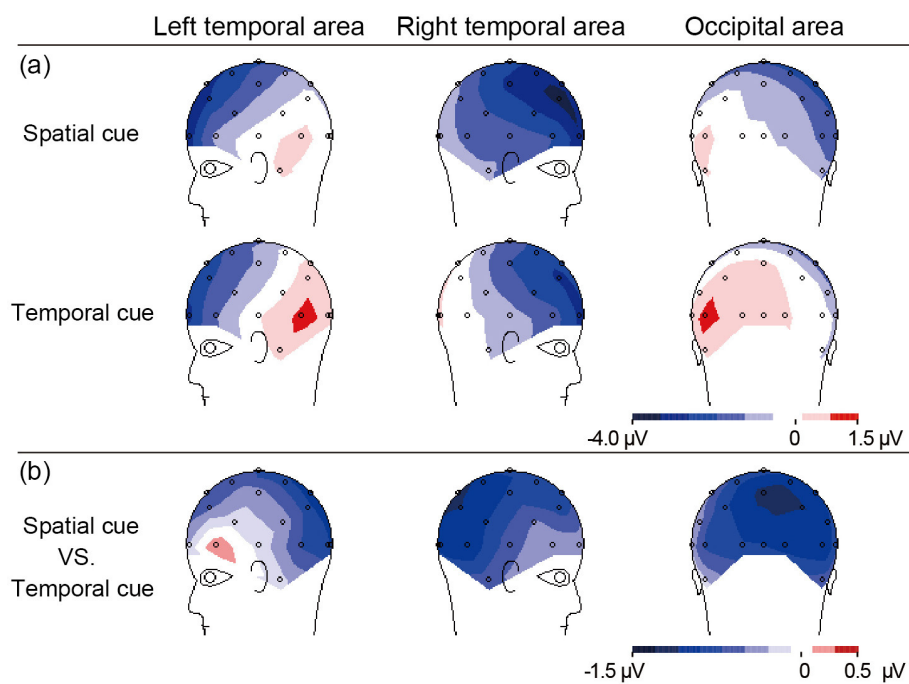 Left temporal area Right temporal area Occipital area
(a)
Spatial cue
Temporal cue
-4.0 µV 0 1.5 µV
(b)
Spatial cue
VS.
Temporal cue
-1.5 µV 0 0.5 µV